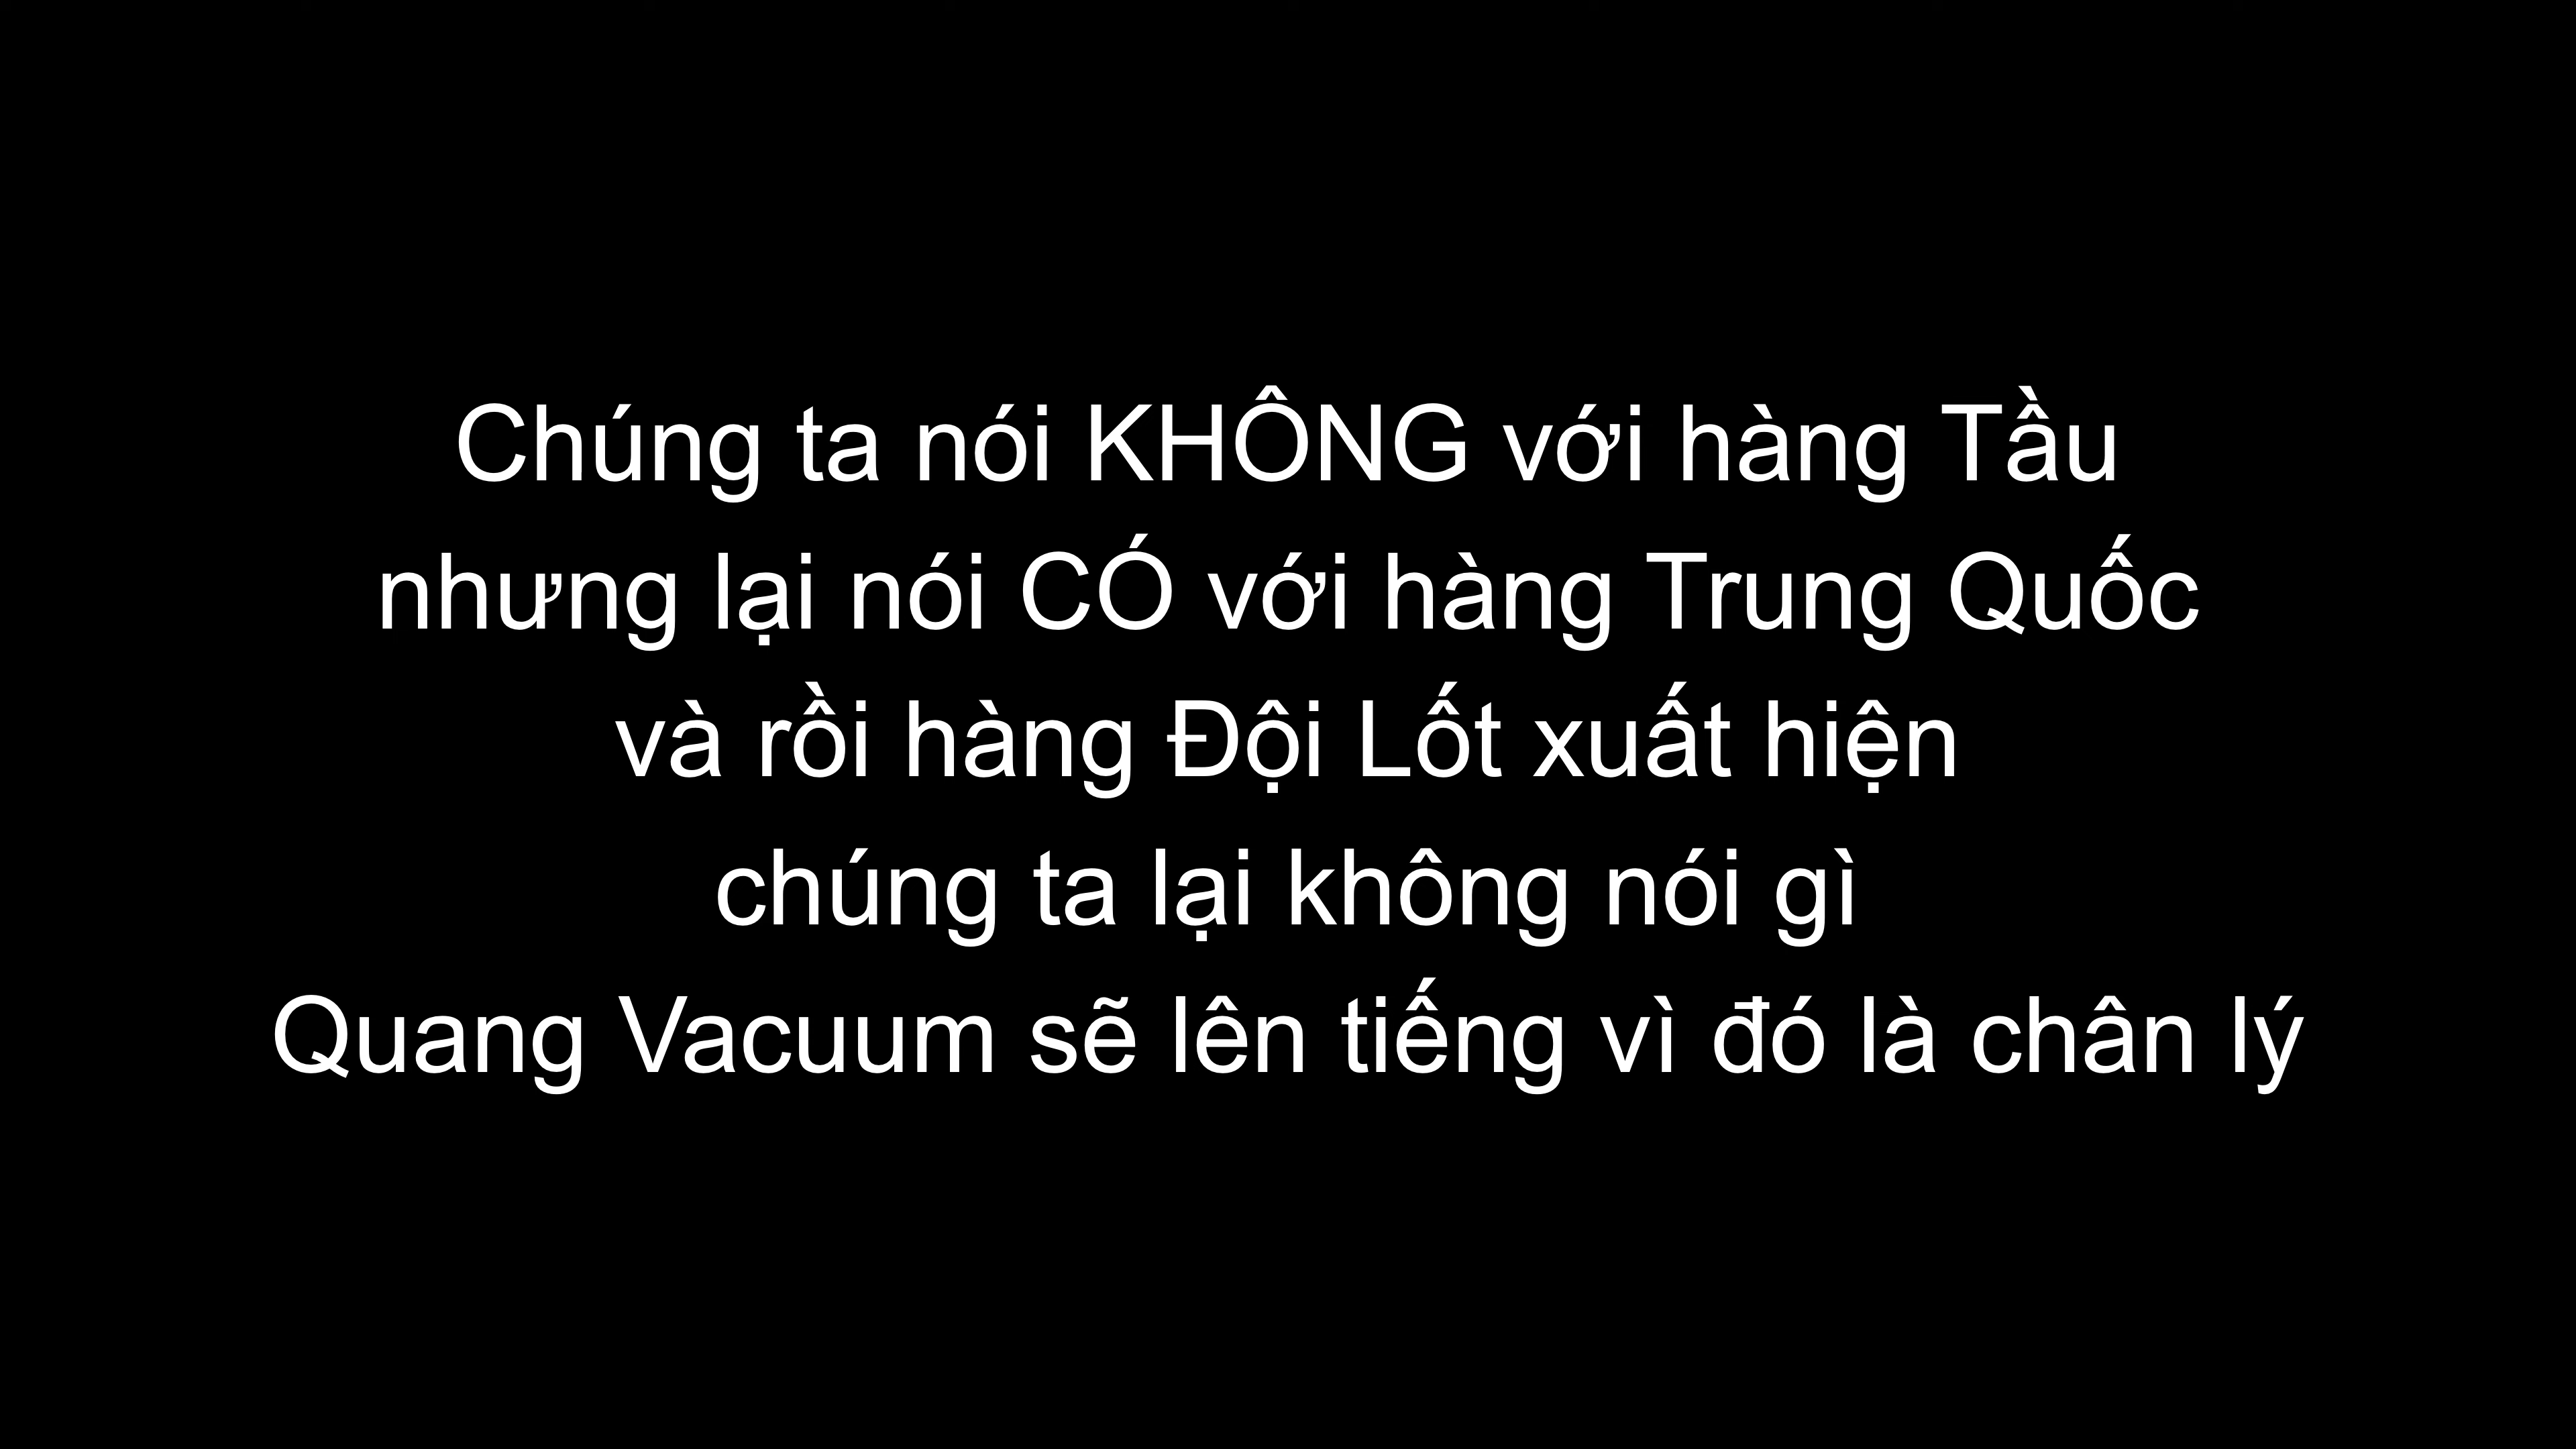 Chúng ta nói KHÔNG với hàng Tầu
nhưng lại nói CÓ với hàng Trung Quốc
và rồi hàng Đội Lốt xuất hiện
chúng ta lại không nói gì
Quang Vacuum sẽ lên tiếng vì đó là chân lý